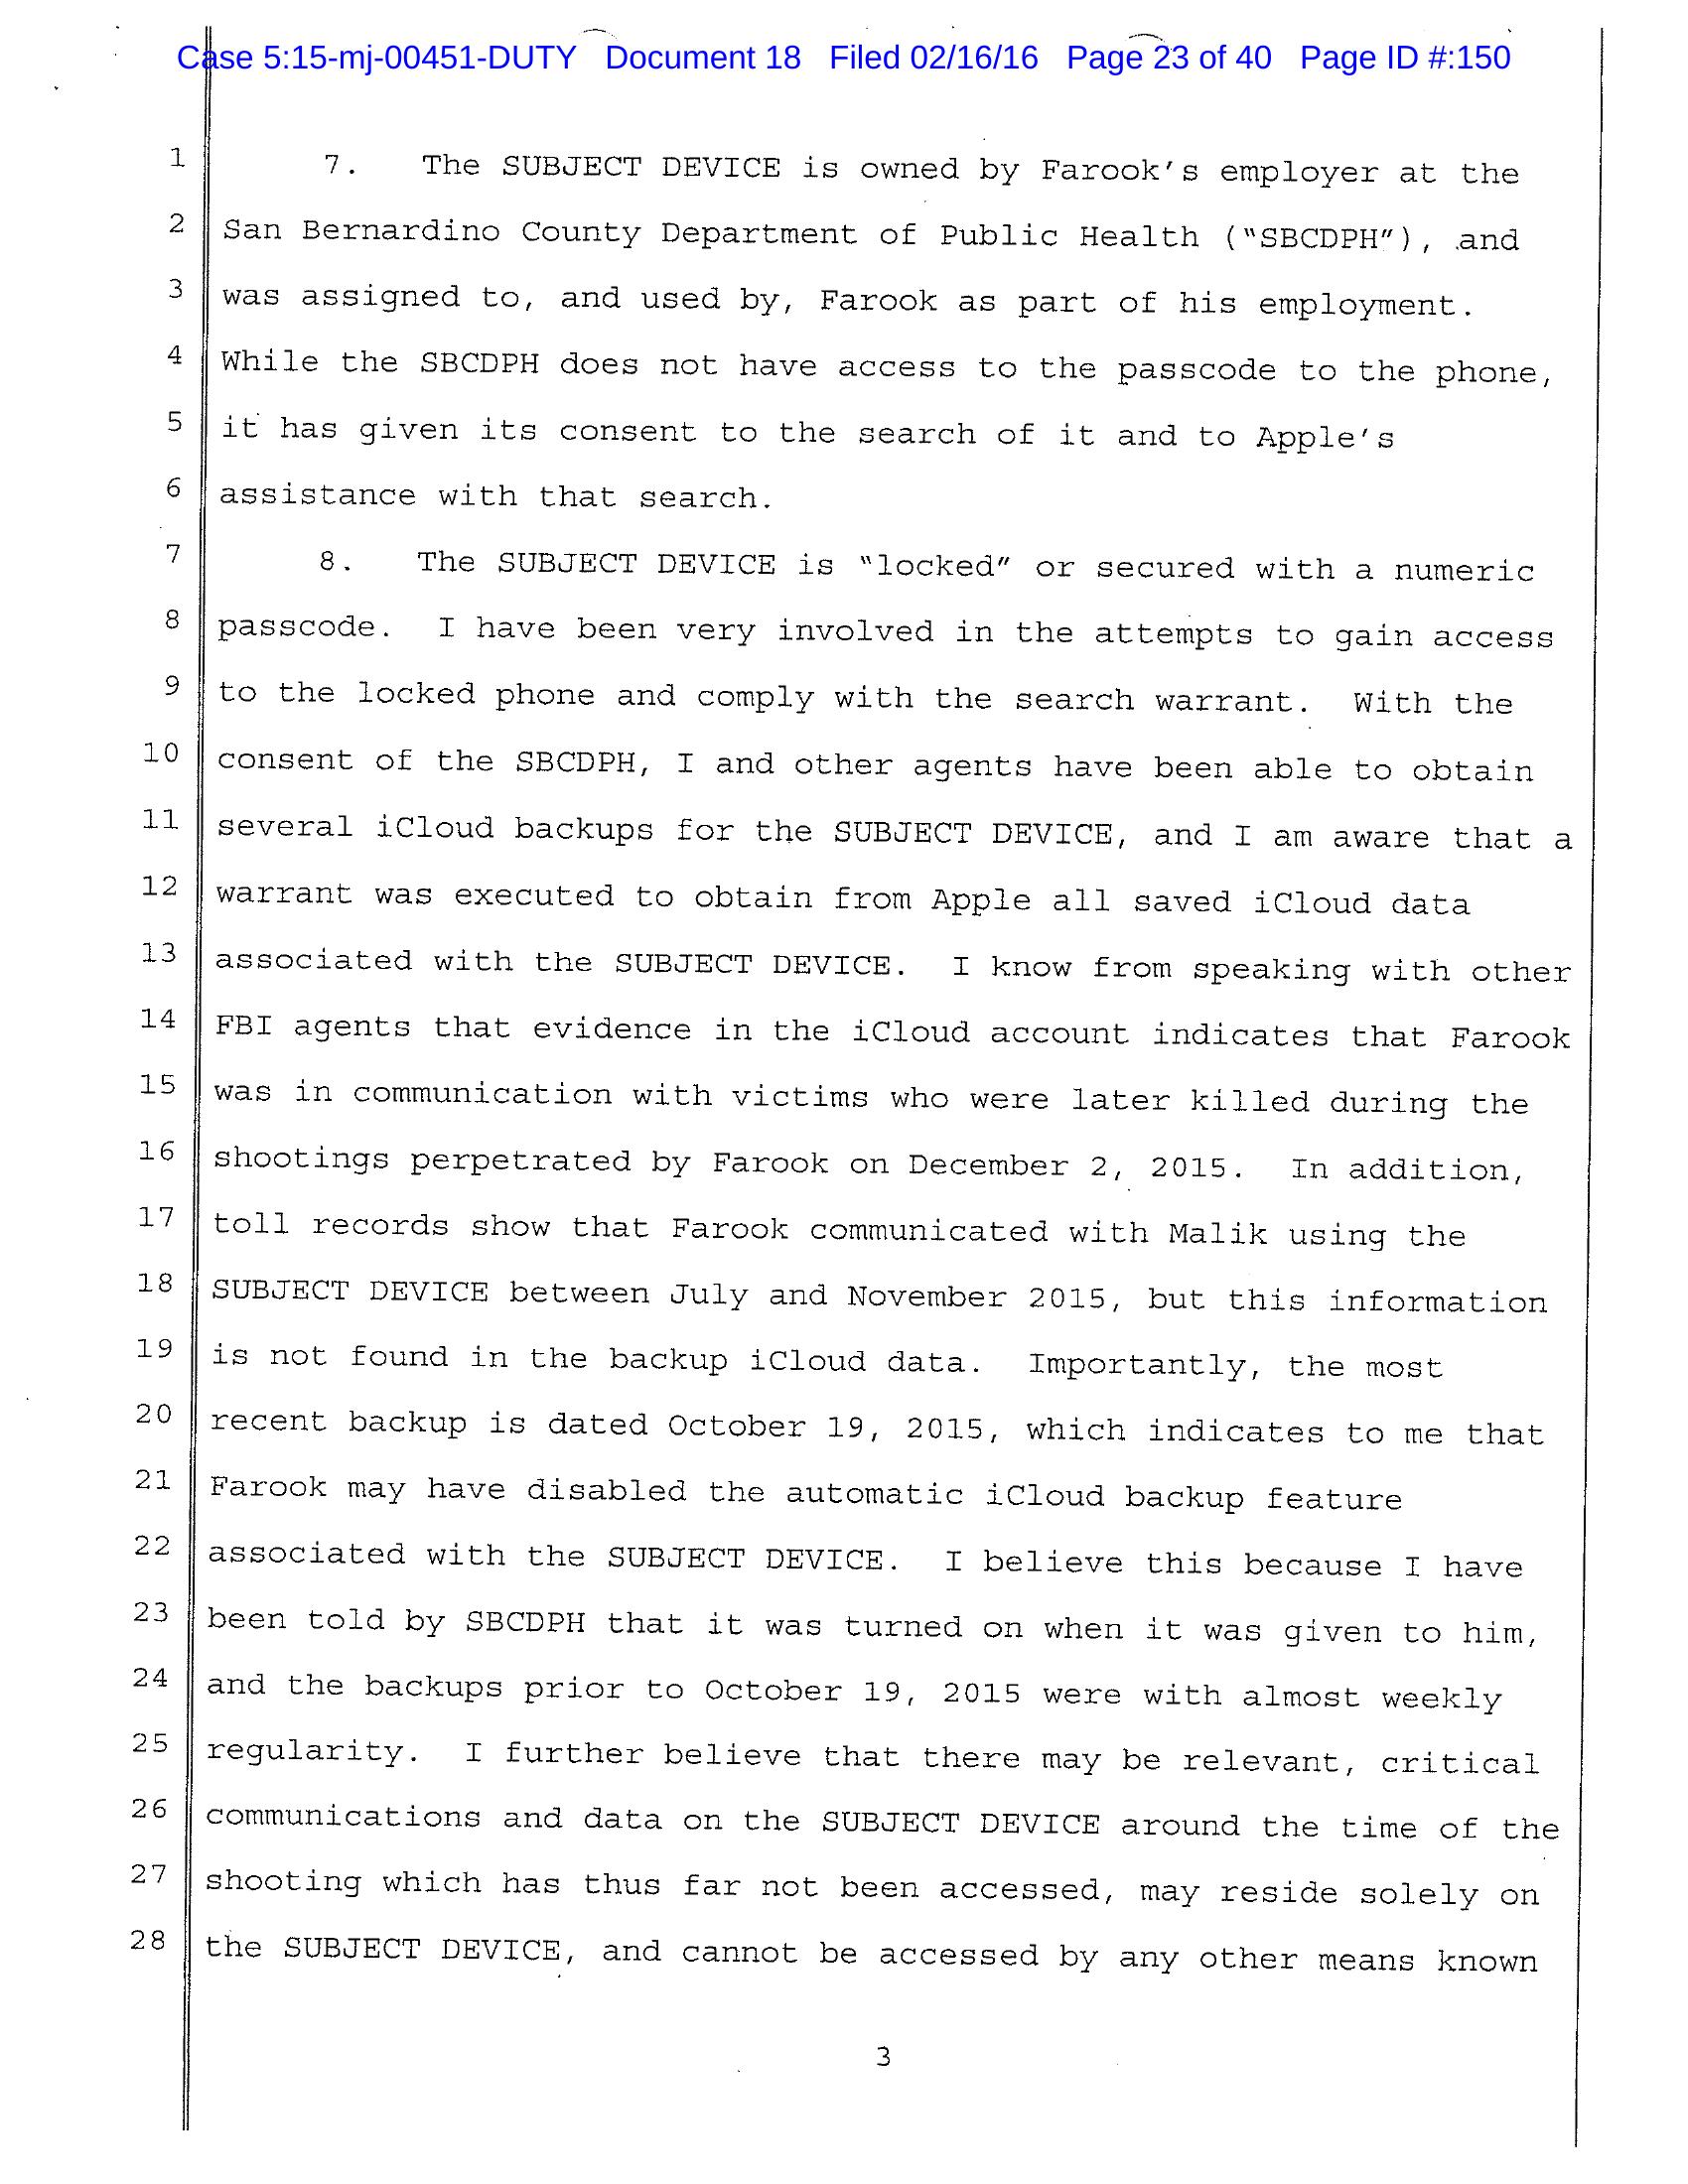 Case 5:15-mj-00451-DUTY Document 18 Filed 02/16/16 Page 23 of 40 Page ID #:150
1 7. The SUBJECT DEVICE is owned by Farook's employer at the
2 San Bernardino County Department of Public Health ("SBCDPH"), and
3 was assigned to, and used by, Farook as part of his employment.
4 While the SBCDPH does not have access to the passcode to the phone,
5 it has given its consent to the search of it and to Apple's
6 assistance with that search.
7 8. The SUBJECT DEVICE is "locked" or secured with a numeric
8 passcode. I have been very involved in the attempts to gain access
9 to the locked phone and comply with the search warrant. With the
10 consent of the SBCDPH, I and other agents have been able to obtain
11 several iCloud backups for the SUBJECT DEVICE, and I am aware that a
12 warrant was executed to obtain from Apple all saved iCloud data
13 associated with the SUBJECT DEVICE. I know from speaking with other
14 FBI agents that evidence in the iCloud account indicates that Farook
15 was in communication with victims who were later killed during the
16 shootings perpetrated by Farook on December 2, 2015. In addition,
17 toll records show that Farook communicated with Malik using the
18 SUBJECT DEVICE between July and November 2015, but this information
19 is not found in the backup iCloud data. Importantly, the most
20 recent backup is dated October 19, 2015, which indicates to me that
21 Farook may have disabled the automatic iCloud backup feature
22 associated with the SUBJECT DEVICE. I believe this because I have
23 been told by SBCDPH that it was turned on when it was given to him,
24 and the backups prior to October 19, 2015 were with almost weekly
25 regularity. I further believe that there may be relevant, critical
26 communications and data on the SUBJECT DEVICE around the time of the
27 shooting which has thus far not been accessed, may reside solely on
28 the SUBJECT DEVICE, and cannot be accessed by any other means known
3